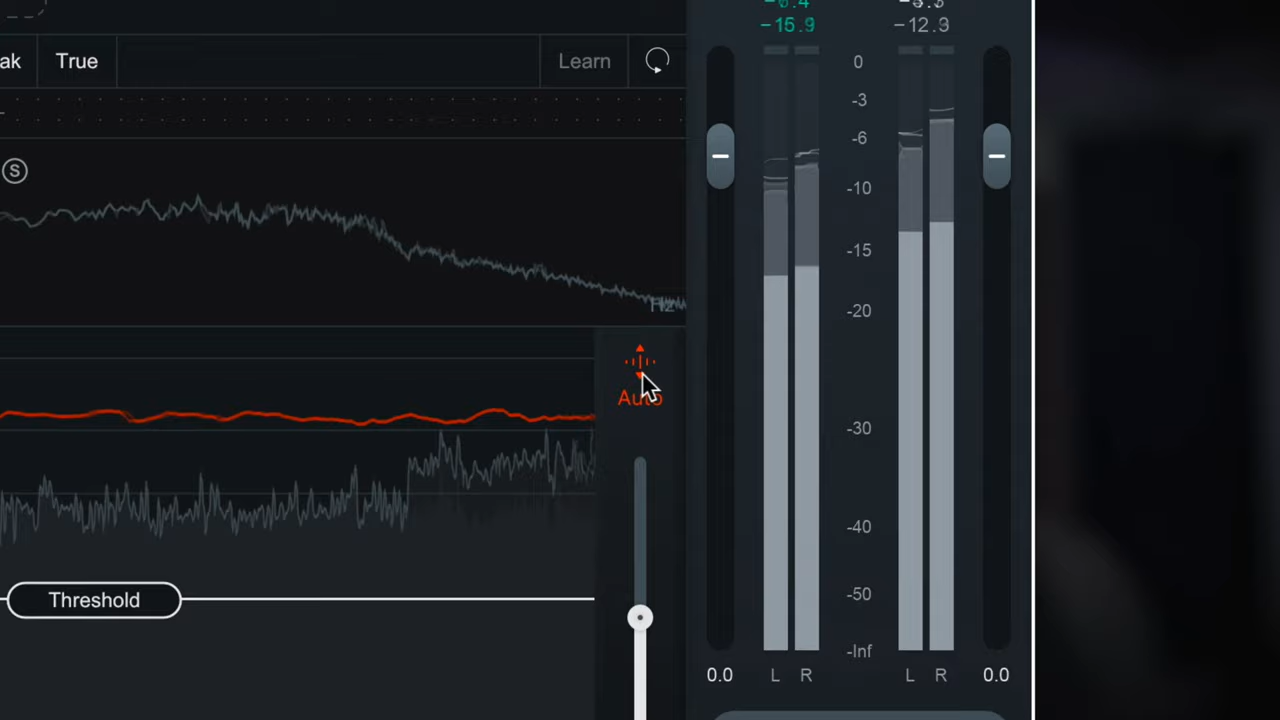 -15.9
-12.3
True
Learn
S
Hz
Auto
Threshold
0
-3
-6
-10
-15
-20
-30
-40
-50
-Inf
0.0
L
R
L
R
0.0